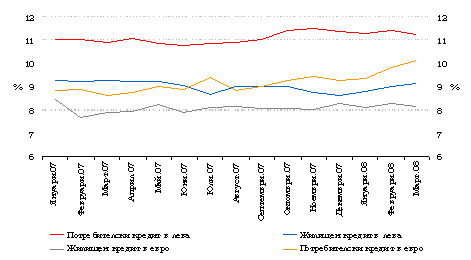 12 12
11 11
10 10
% 9 9 %
8 8
7 7
6 6
Януари.07 Февруари.07 Март.07 Април.07 Май.07 Юни.07 Юли.07 Август.07 Септември.07 Октомври.07 Ноември.07 Декември.07 Януари.08 Февруари.08 Март.08
Потребителски кредит в лева Жилищен кредит в лева
Жилищен кредит в евро Потребителски кредит в евро